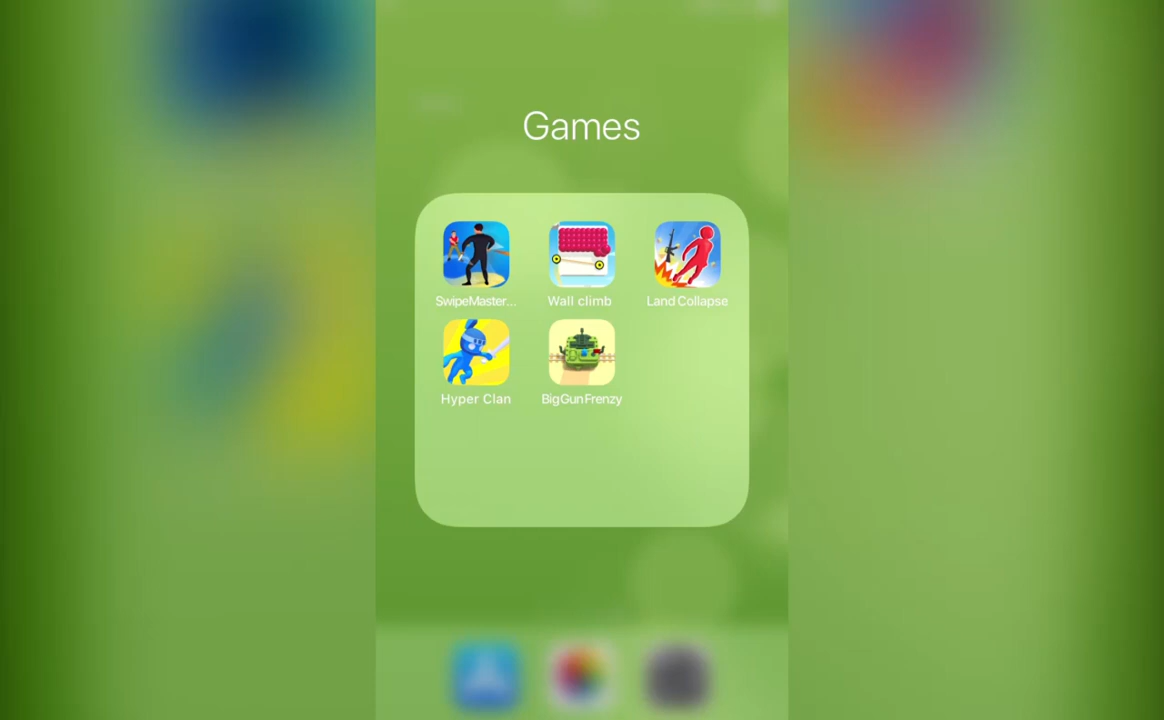 Games
SwipeMaster...
Wall climb
Land Collapse
Hyper Clan
BigGunFrenzy